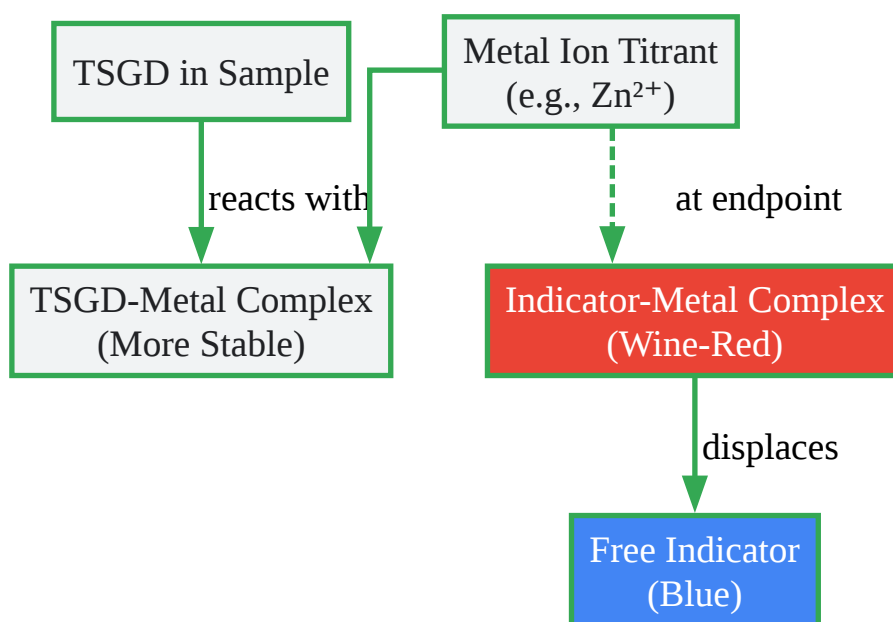 TSGD in Sample
Metal Ion Titrant
(e.g., Zn²⁺)
reacts with
at endpoint
TSGD-Metal Complex
(More Stable)
Indicator-Metal Complex
(Wine-Red)
displaces
Free Indicator
(Blue)